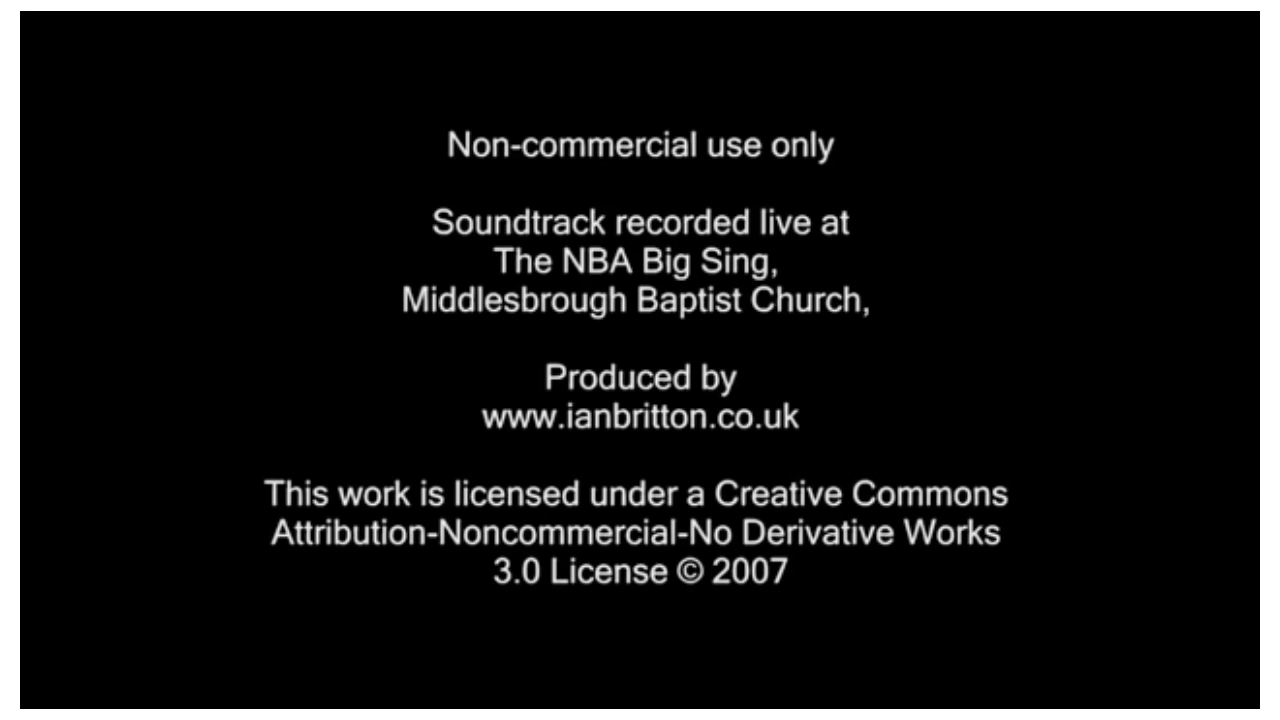 Non-commercial use only
Soundtrack recorded live at
The NBA Big Sing,
Middlesbrough Baptist Church,
Produced by
www.ianbritton.co.uk
This work is licensed under a Creative Commons
Attribution-Noncommercial-No Derivative Works
3.0 License © 2007